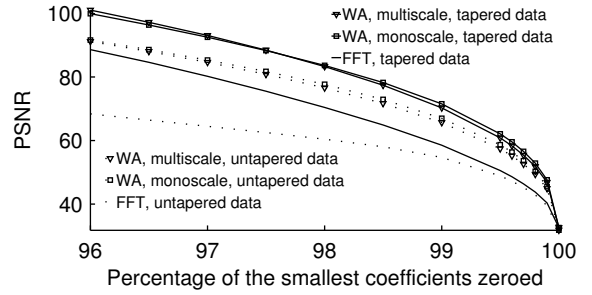 100
80
60
40
PSNR
WA, multiscale, tapered data
WA, monoscale, tapered data
FFT, tapered data
WA, multiscale, untapered data
WA, monoscale, untapered data
FFT, untapered data
96 97 98 99 100
Percentage of the smallest coefficients zeroed